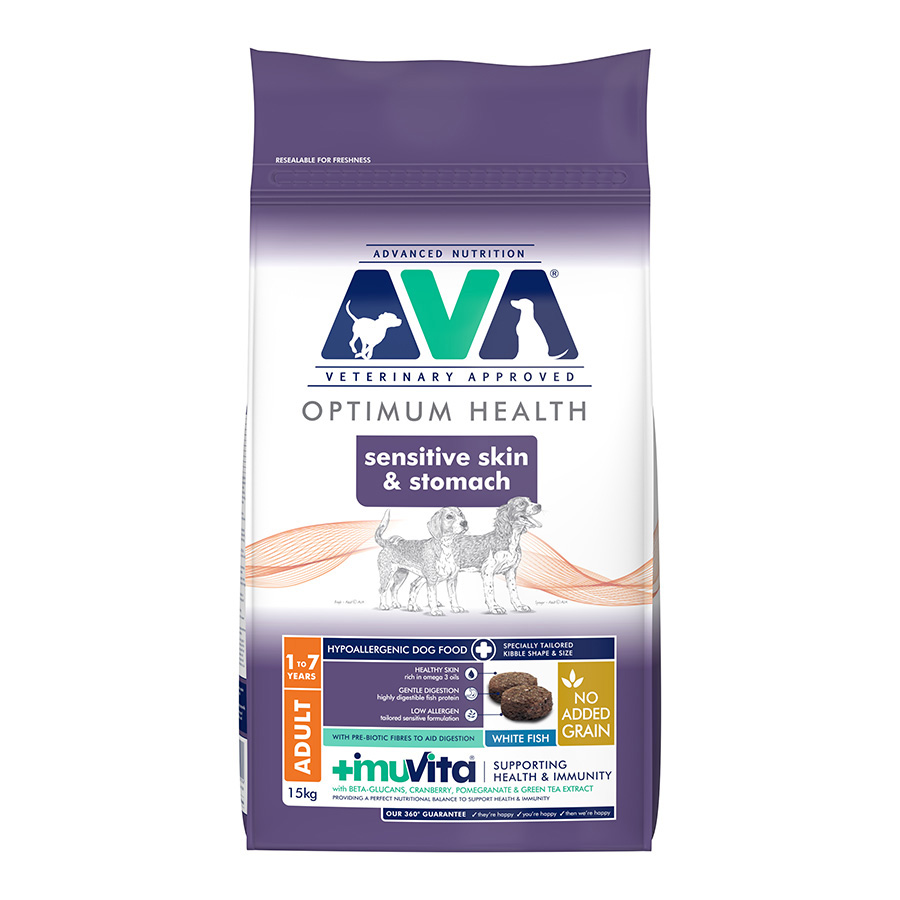 RESEALABLE FOR FRESHNESS
ADVANCED NUTRITION
AVA®
VETERINARY APPROVED
OPTIMUM HEALTH
sensitive skin
& stomach
1 TO 7
YEARS
ADULT
15kg
HYPOALLERGENIC DOG FOOD
SPECIALLY TAILORED
KIBBLE SHAPE & SIZE
HEALTHY SKIN
rich in omega 3 oils
GENTLE DIGESTION
highly digestible fish protein
LOW ALLERGEN
tailored sensitive formulation
NO
ADDED
GRAIN
WITH PRE-BIOTIC FIBRES TO AID DIGESTION
WHITE FISH
+imuVita
SUPPORTING
HEALTH & IMMUNITY
with BETA-GLUCANS, CRANBERRY, POMEGRANATE & GREEN TEA EXTRACT
PROVIDING A PERFECT NUTRITIONAL BALANCE TO SUPPORT HEALTH & IMMUNITY
OUR 360° GUARANTEE ✓ they're happy ✓ you're happy ✓ then we're happy